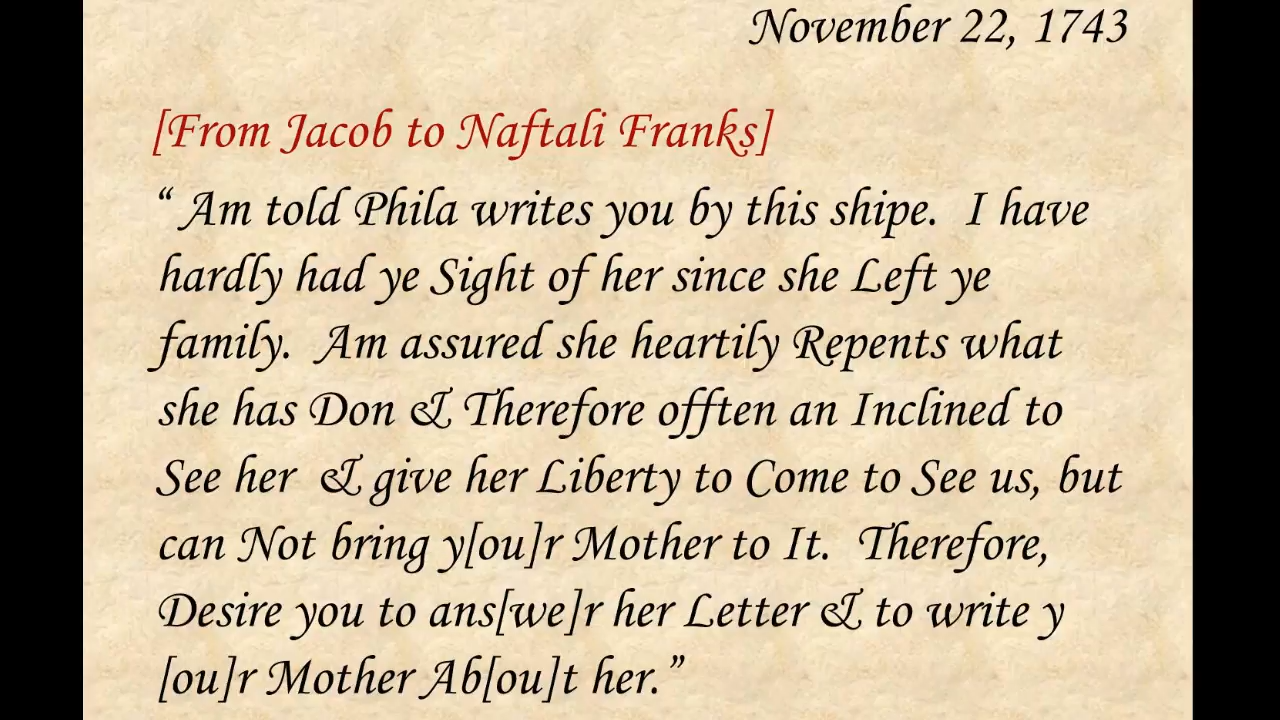 November 22, 1743
[From Jacob to Naftali Franks]
“ Am told Phila writes you by this shipe. I have
hardly had ye Sight of her since she Left ye
family. Am assured she heartily Repents what
she has Don & Therefore offten an Inclined to
See her & give her Liberty to Come to See us, but
can Not bring y[ou]r Mother to It. Therefore,
Desire you to ans[we]r her Letter & to write y
[ou]r Mother Ab[ou]t her.”